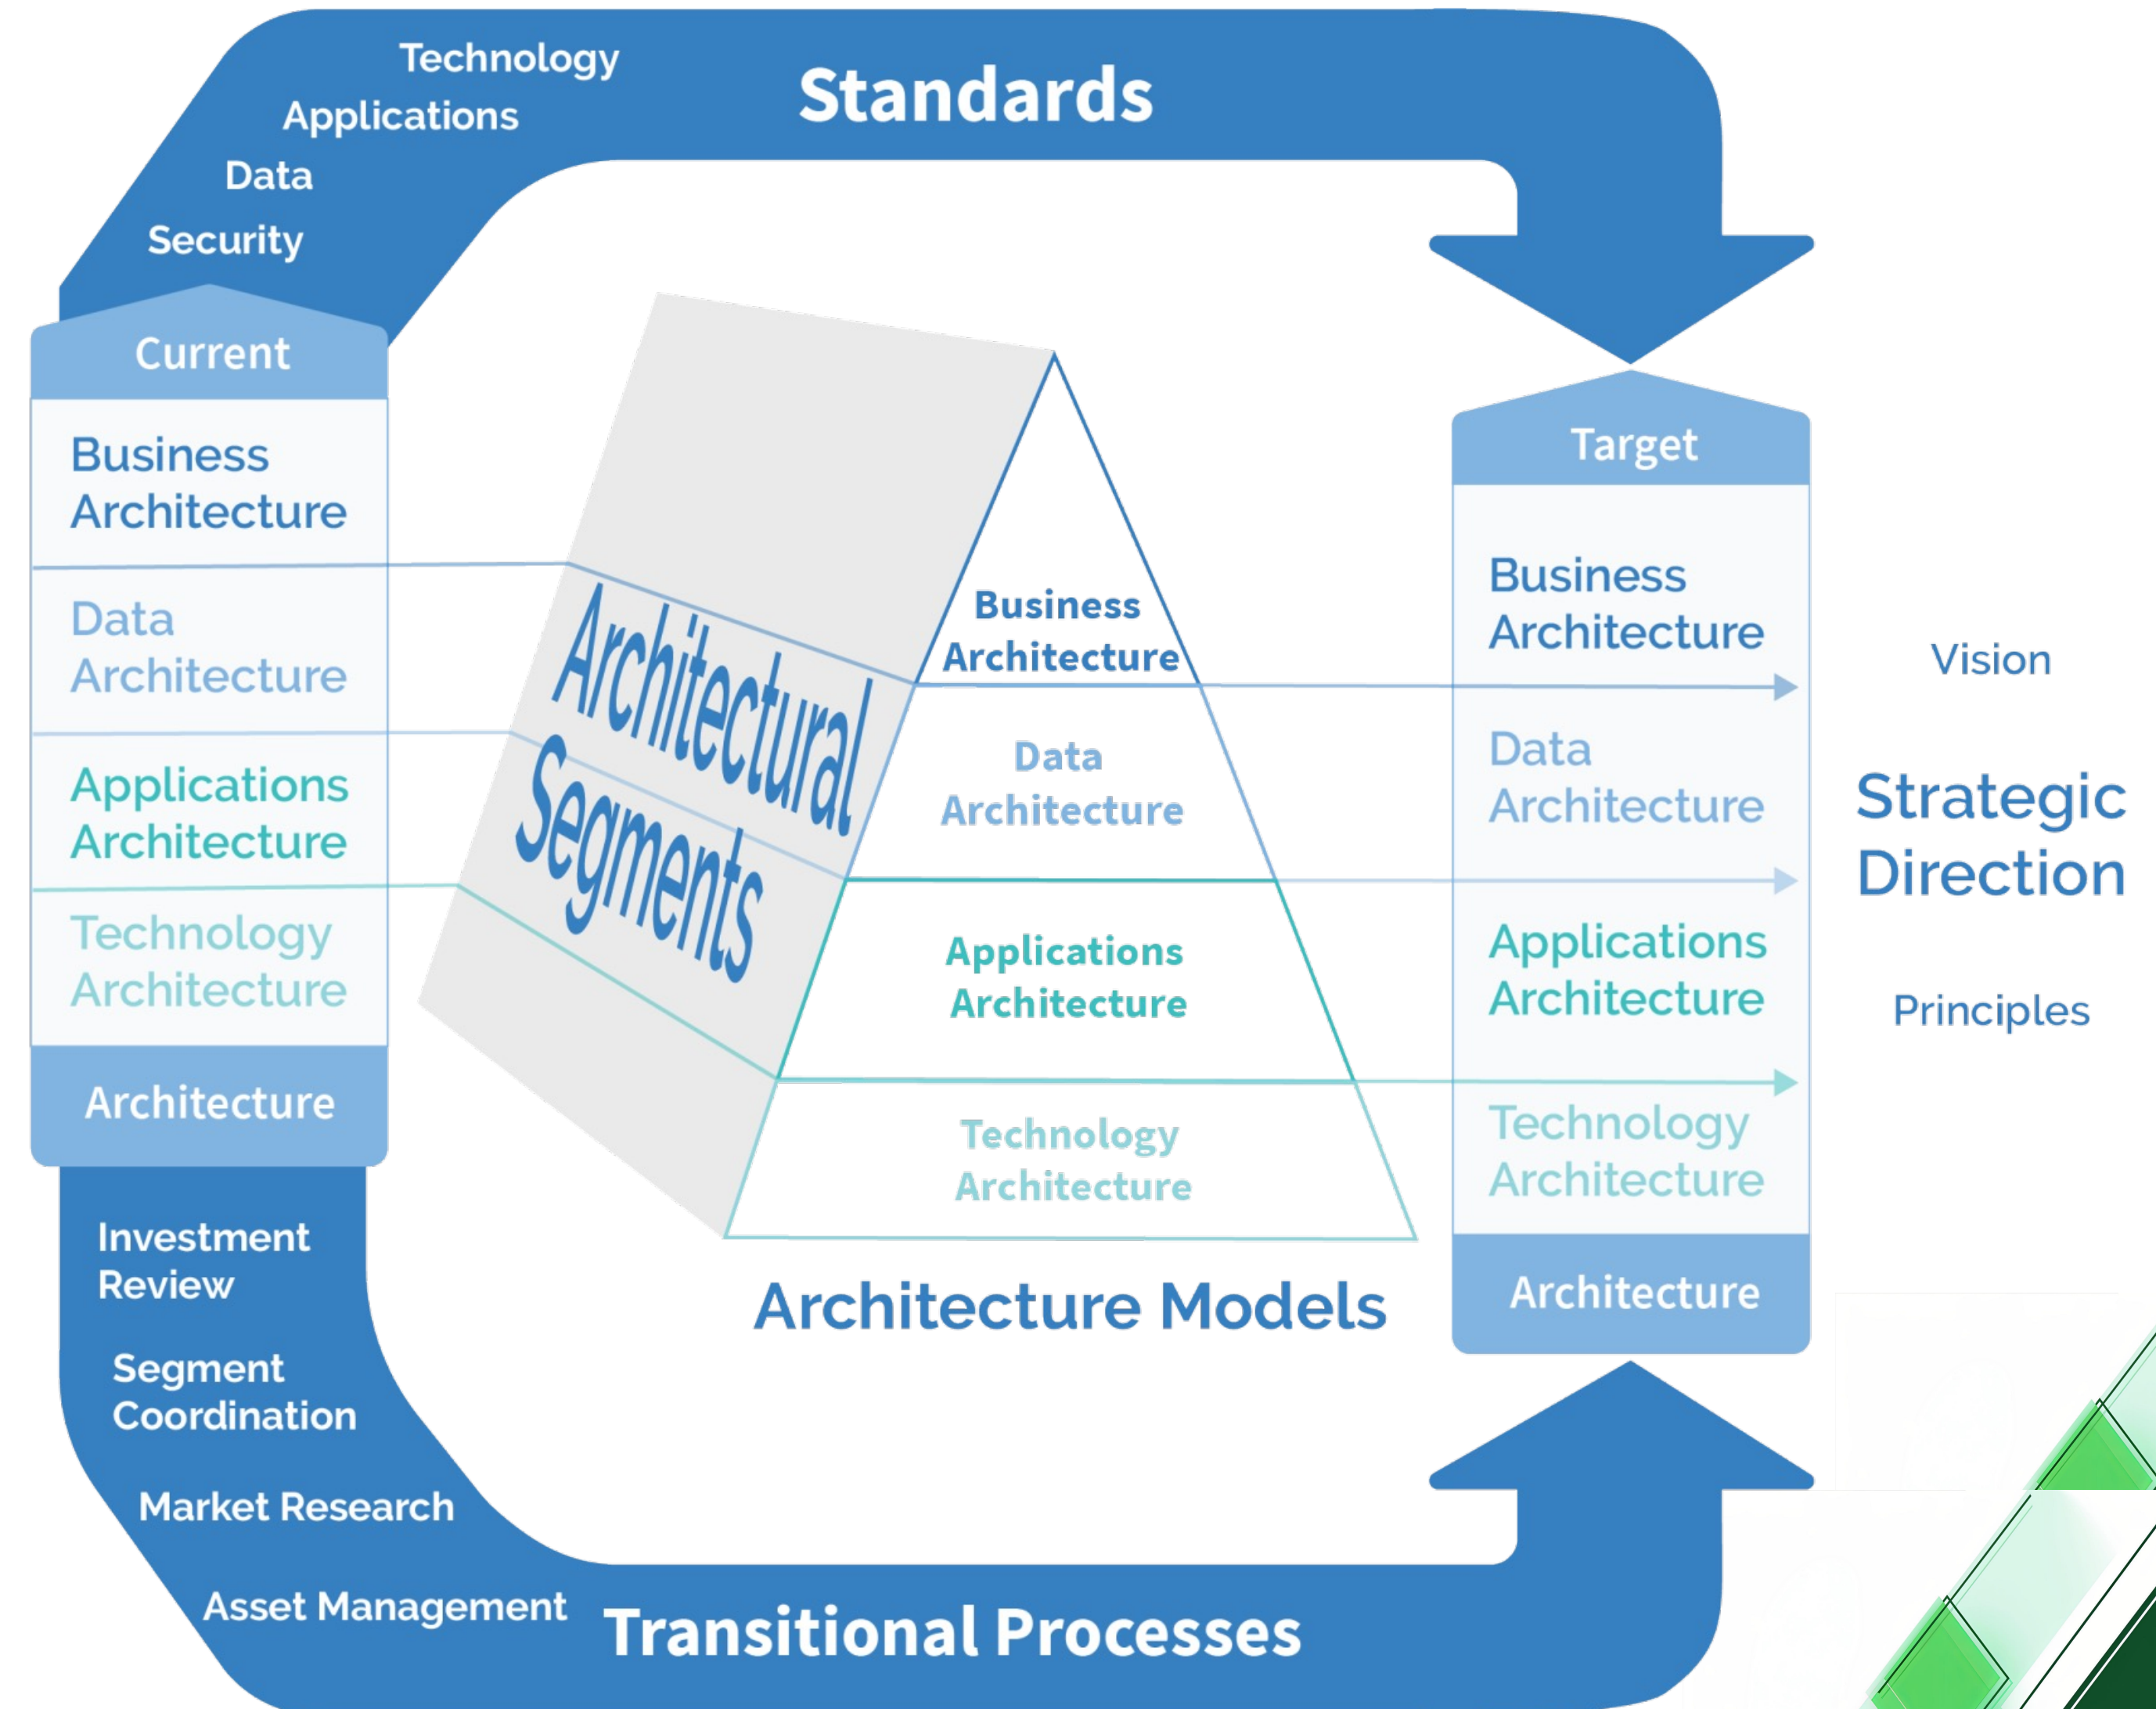 Technology
Applications
Data
Security
Standards
Current
Business
Architecture
Data
Architecture
Applications
Architecture
Technology
Architecture
Architecture
Architectural
Segments
Business
Architecture
Data
Architecture
Applications
Architecture
Technology
Architecture
Architecture Models
Target
Business
Architecture
Data
Architecture
Applications
Architecture
Technology
Architecture
Architecture
Vision
Strategic
Direction
Principles
Investment
Review
Segment
Coordination
Market Research
Asset Management
Transitional Processes